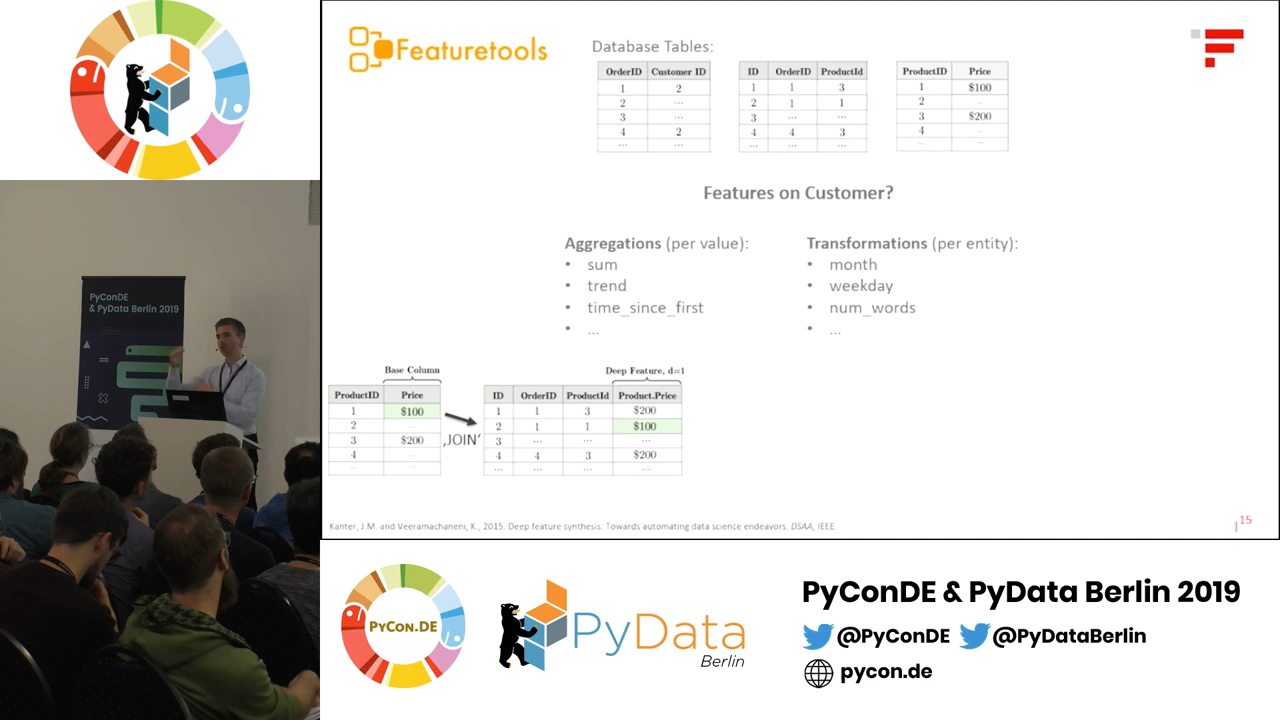 Featuretools
Database Tables:
OrderID Customer ID
1 2
2 ...
3 ...
4 2
... ...
ID OrderID ProductId
1 1 3
2 1 1
3 ... ...
4 4 3
... ... ...
ProductID Price
1 $100
2 ...
3 $200
4 ...
... ...
Features on Customer?
Aggregations (per value):
• sum
• trend
• time_since_first
• ...
Transformations (per entity):
• month
• weekday
• num_words
• ...
Base Column
ProductID Price
1 $100
2 ...
3 $200
4 ...
... ...
‚JOIN‘
Deep Feature, d=1
ID OrderID ProductId Product.Price
1 1 3 $200
2 1 1 $100
3 ... ... ...
4 4 3 $200
... ... ... ...
Kanter, J.M. and Veeramachaneni, K., 2015. Deep feature synthesis: Towards automating data science endeavors. DSAA, IEEE.
15
PyConDE
& PyData Berlin 2019
PyCon.DE
PyData
Berlin
PyConDE & PyData Berlin 2019
@PyConDE @PyDataBerlin
pycon.de